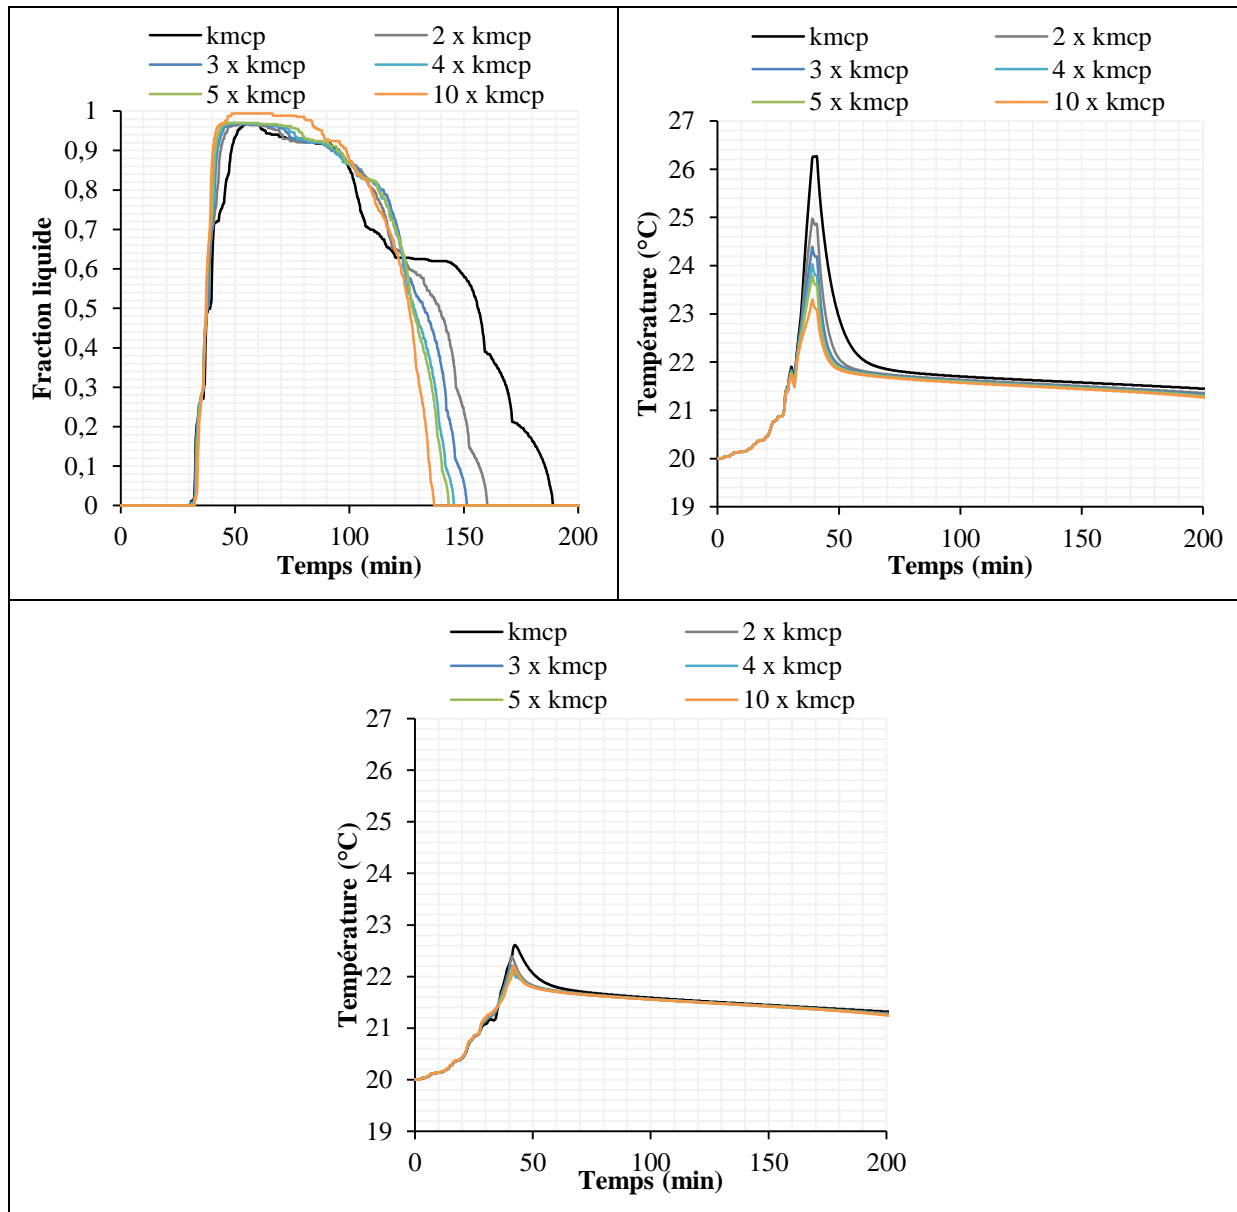 kmcp 2 x kmcp
3 x kmcp 4 x kmcp
5 x kmcp 10 x kmcp
1
0,9
0,8
0,7
0,6
0,5
0,4
0,3
0,2
0,1
0
Fraction liquide
0 50 100 150 200
Temps (min)
kmcp 2 x kmcp
3 x kmcp 4 x kmcp
5 x kmcp 10 x kmcp
27
26
25
24
23
22
21
20
19
Température (°C)
0 50 100 150 200
Temps (min)
kmcp 2 x kmcp
3 x kmcp 4 x kmcp
5 x kmcp 10 x kmcp
27
26
25
24
23
22
21
20
19
Température (°C)
0 50 100 150 200
Temps (min)